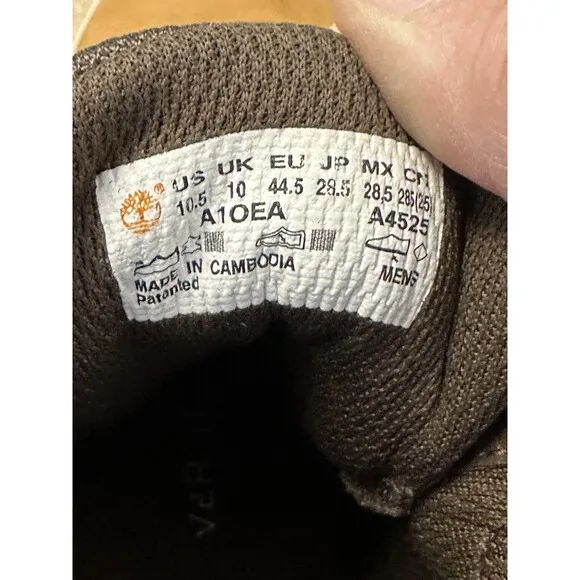 US UK EU JP MX CN
10.5 10 44.5 28.5 28.5 285(2.5)
A1OEA A4525
MADE IN CAMBODIA MENS
Patented